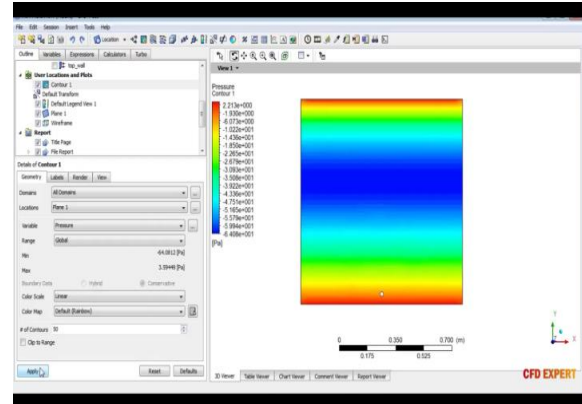 File Edit Session Insert Tools Help
Location
Outline Variables Expressions Calculators Turbo
top_wall
User Locations and Plots
Contour 1
Default Transform
Default Legend View 1
Plane 1
Wireframe
Report
Title Page
File Report
Details of Contour 1
Geometry Labels Render View
Domains All Domains
Locations Plane 1
Variable Pressure
Range Global
Min -64.0812 [Pa]
Max 3.59446 [Pa]
Boundary Data Hybrid Conservative
Color Scale Linear
Color Map Default (Rainbow)
# of Contours 30
Clip to Range
Apply Reset Defaults
View 1
Pressure
Contour 1
2.213e+000
-1.930e+000
-6.073e+000
-1.022e+001
-1.436e+001
-1.850e+001
-2.265e+001
-2.679e+001
-3.093e+001
-3.508e+001
-3.922e+001
-4.336e+001
-4.751e+001
-5.165e+001
-5.579e+001
-5.994e+001
-6.408e+001
[Pa]
0 0.350 0.700 (m)
0.175 0.525
Y
X
3D Viewer Table Viewer Chart Viewer Comment Viewer Report Viewer
CFD EXPERT